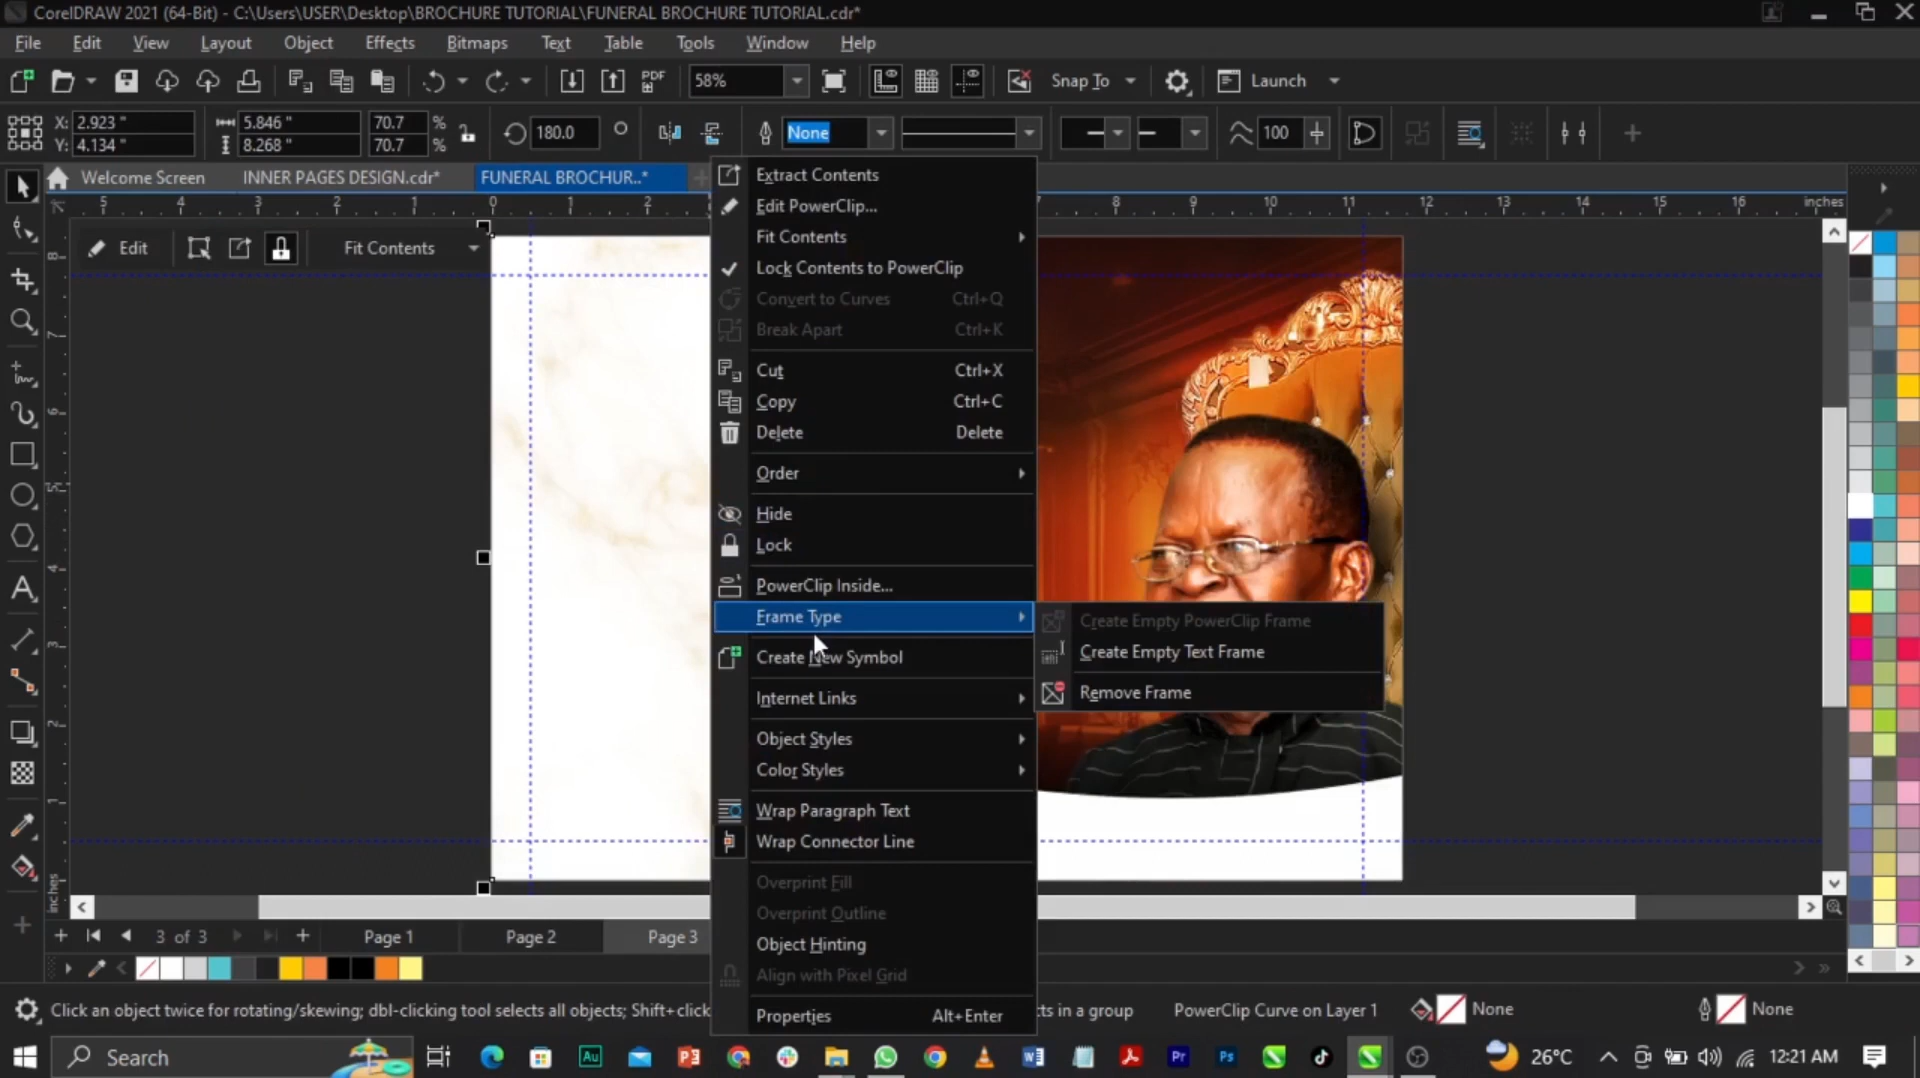 CorelDRAW 2021 (64-Bit) - C:\Users\USER\Desktop\BROCHURE TUTORIAL\FUNERAL BROCHURE TUTORIAL.cdr*
File Edit View Layout Object Effects Bitmaps Text Table Tools Window Help
PDF 58% Snap To Launch
X: 2.923 " 5.846 " 70.7 % 180.0 ° None 100
Y: 4.134 " 8.268 " 70.7 %
Welcome Screen INNER PAGES DESIGN.cdr* FUNERAL BROCHUR..*
5 4 3 2 1 0 1 2 8 9 10 11 12 13 14 15 16 inches
Edit Fit Contents
Extract Contents
Edit PowerClip...
Fit Contents
Lock Contents to PowerClip
Convert to Curves Ctrl+Q
Break Apart Ctrl+K
Cut Ctrl+X
Copy Ctrl+C
Delete Delete
Order
Hide
Lock
PowerClip Inside...
Frame Type
Create New Symbol
Internet Links
Object Styles
Color Styles
Wrap Paragraph Text
Wrap Connector Line
Overprint Fill
Overprint Outline
Object Hinting
Align with Pixel Grid
Properties Alt+Enter
Create Empty PowerClip Frame
Create Empty Text Frame
Remove Frame
8
7
6
5
4
3
2
1
inches
3 of 3 Page 1 Page 2 Page 3
Click an object twice for rotating/skewing; dbl-clicking tool selects all objects; Shift+click in a group PowerClip Curve on Layer 1 None None
Search 26°C 12:21 AM